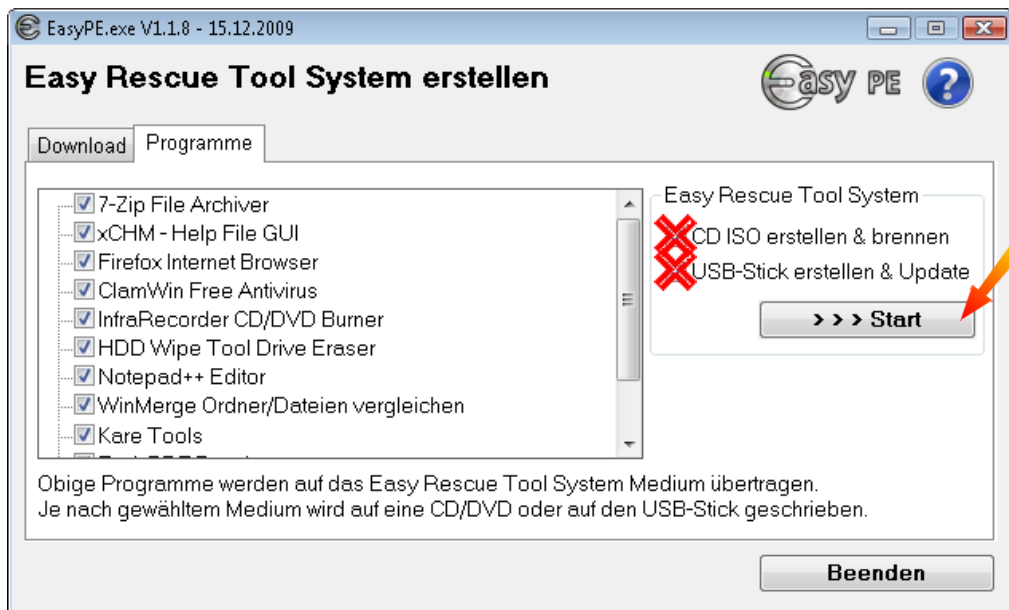 EasyPE.exe V1.1.8 - 15.12.2009
Easy Rescue Tool System erstellen
Easy PE
?
Download
Programme
7-Zip File Archiver
xCHM - Help File GUI
Firefox Internet Browser
ClamWin Free Antivirus
InfraRecorder CD/DVD Burner
HDD Wipe Tool Drive Eraser
Notepad++ Editor
WinMerge Ordner/Dateien vergleichen
Kare Tools
Easy Rescue Tool System
CD ISO erstellen & brennen
USB-Stick erstellen & Update
> > > Start
Obige Programme werden auf das Easy Rescue Tool System Medium übertragen.
Je nach gewähltem Medium wird auf eine CD/DVD oder auf den USB-Stick geschrieben.
Beenden